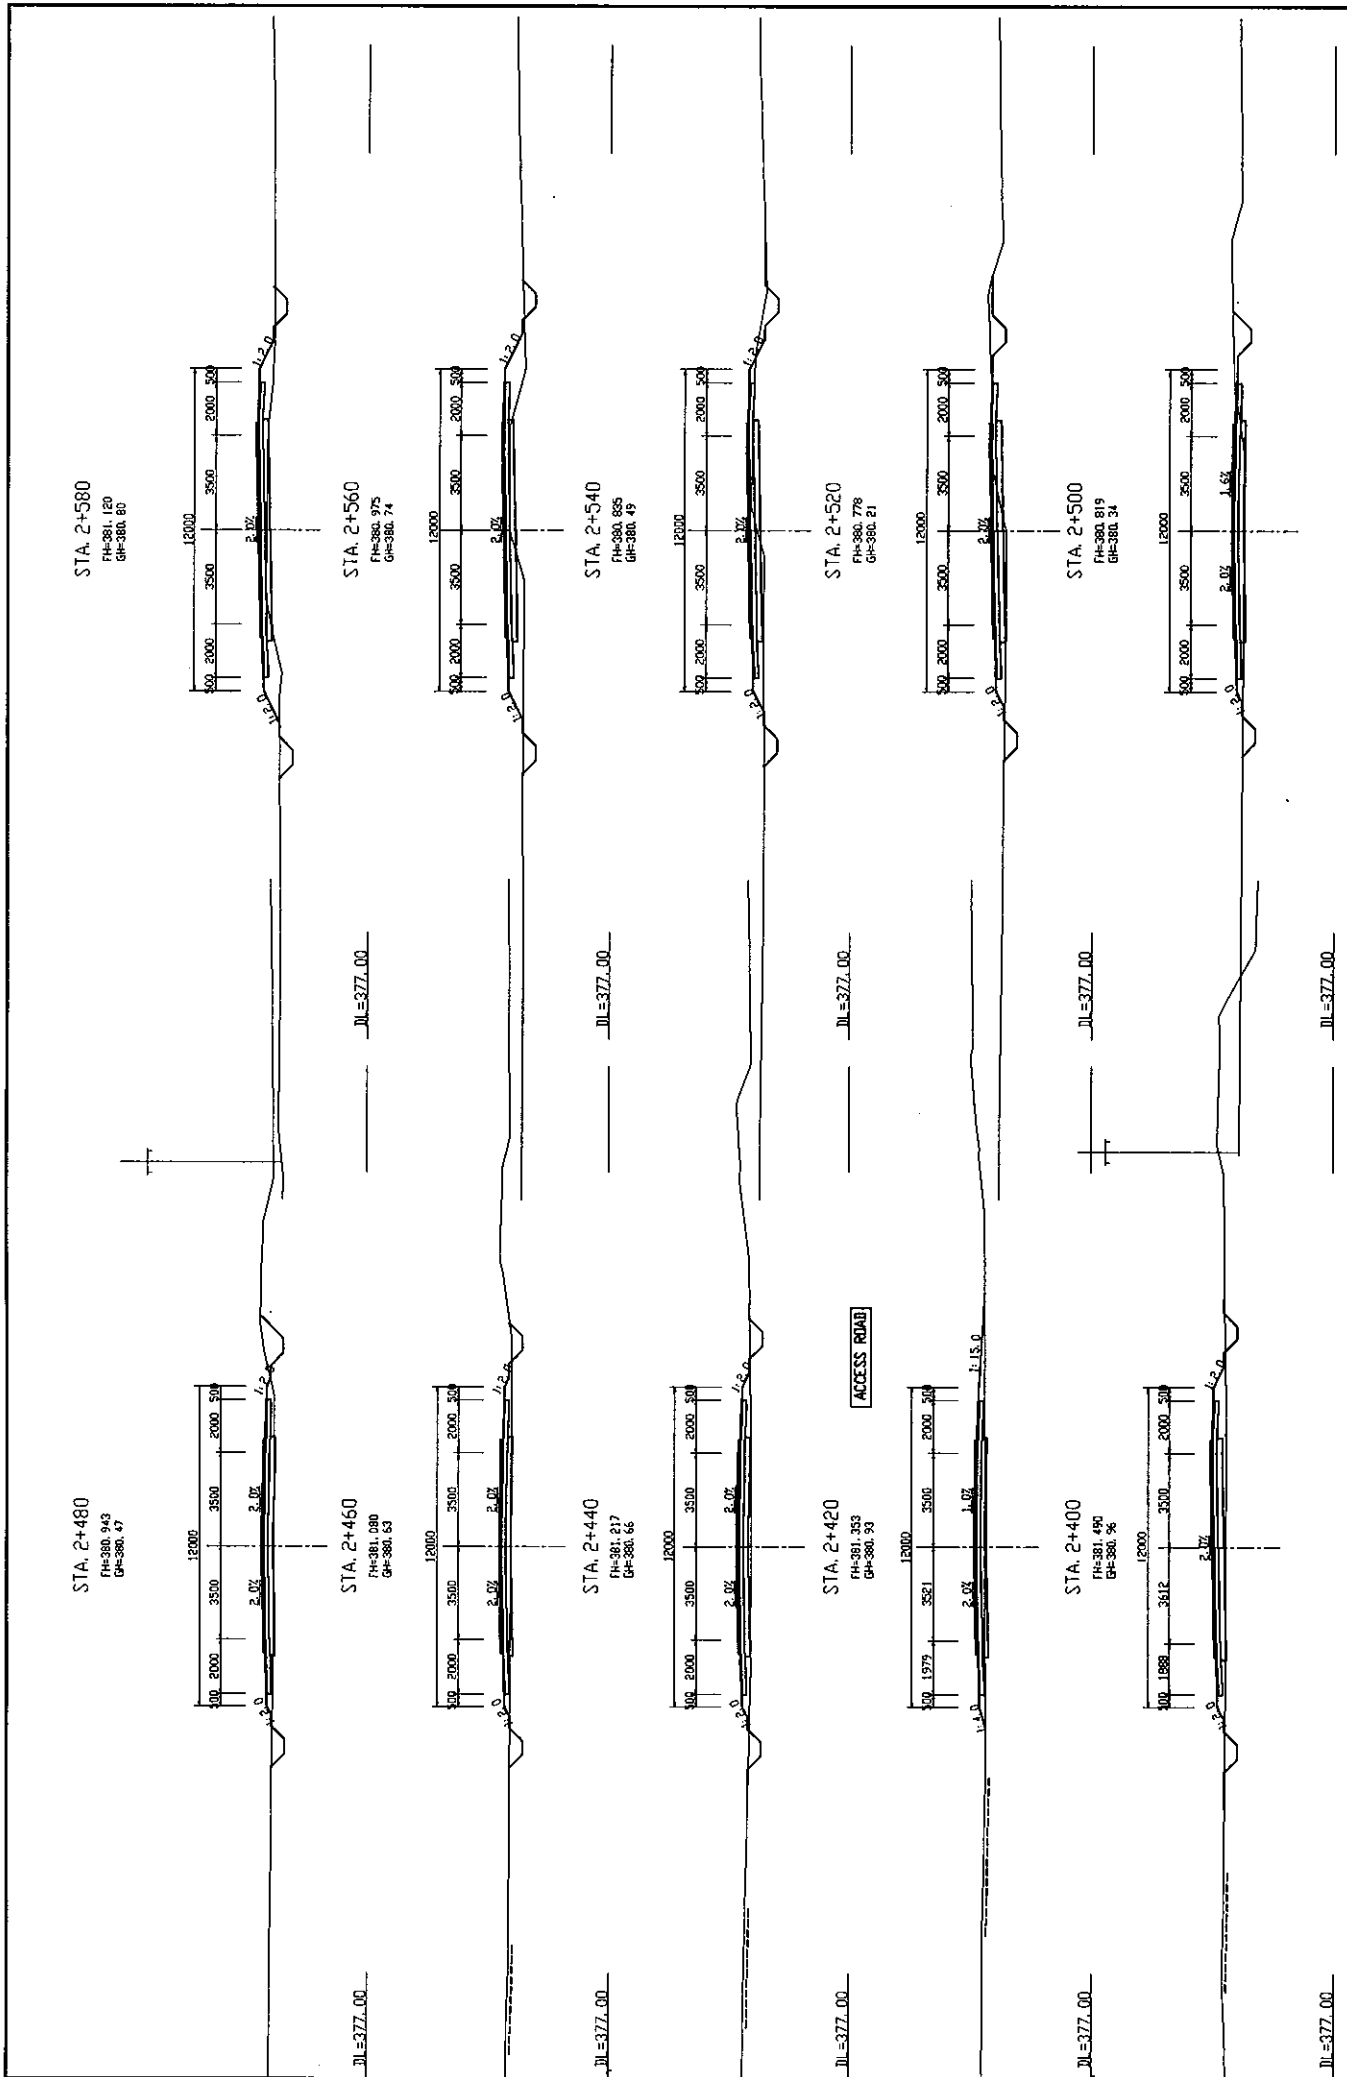 STA. 2+480
FH=380.943
GH=380.47
12000
500 2000 3500 3500 2000 500
1:2.0 2.0% 2.0% 1:2.0
DL=377.00
STA. 2+460
FH=381.080
GH=380.63
12000
500 2000 3500 3500 2000 500
1:2.0 2.0% 2.0% 1:2.0
DL=377.00
STA. 2+440
FH=381.217
GH=380.66
12000
500 2000 3500 3500 2000 500
1:2.0 2.0% 2.0% 1:2.0
DL=377.00
STA. 2+420
FH=381.353
GH=380.93
ACCESS ROAD
12000
500 1979 3521 3500 2000 500
1:4.0 2.0% 1.0% 1:15.0
DL=377.00
STA. 2+400
FH=381.490
GH=380.96
12000
500 1888 3612 3500 2000 500
1:2.0 2.0% 1:2.0
DL=377.00
STA. 2+580
FH=381.120
GH=380.80
12000
500 2000 3500 3500 2000 500
1:2.0 2.0% 1:2.0
DL=377.00
STA. 2+560
FH=380.975
GH=380.74
12000
500 2000 3500 3500 2000 500
1:2.0 2.0% 1:2.0
DL=377.00
STA. 2+540
FH=380.835
GH=380.49
12000
500 2000 3500 3500 2000 500
1:2.0 2.0% 1:2.0
DL=377.00
STA. 2+520
FH=380.778
GH=380.21
12000
500 2000 3500 3500 2000 500
1:2.0 2.0%
DL=377.00
STA. 2+500
FH=380.819
GH=380.34
12000
500 2000 3500 3500 2000 500
1:2.0 2.0% 1.6%
DL=377.00